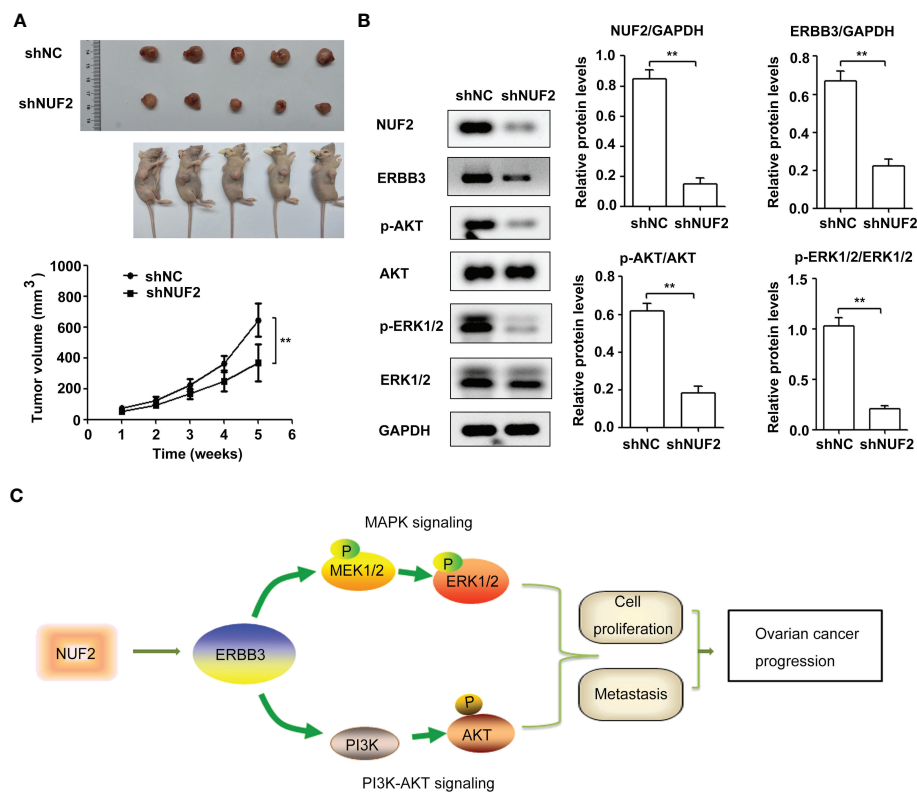 A
shNC
shNUF2
1000
800
600
400
200
0
Tumor volume (mm3)
shNC
shNUF2
**
0 1 2 3 4 5 6
Time (weeks)
B
shNC shNUF2
NUF2
ERBB3
p-AKT
AKT
p-ERK1/2
ERK1/2
GAPDH
NUF2/GAPDH
Relative protein levels
1.0
0.8
0.6
0.4
0.2
0.0
**
shNC shNUF2
ERBB3/GAPDH
Relative protein levels
0.8
0.6
0.4
0.2
0.0
**
shNC shNUF2
p-AKT/AKT
Relative protein levels
0.8
0.6
0.4
0.2
0.0
**
shNC shNUF2
p-ERK1/2/ERK1/2
Relative protein levels
1.5
1.0
0.5
0.0
**
shNC shNUF2
C
MAPK signaling
P
MEK1/2
P
ERK1/2
NUF2
ERBB3
PI3K
P
AKT
PI3K-AKT signaling
Cell
proliferation
Metastasis
Ovarian cancer
progression